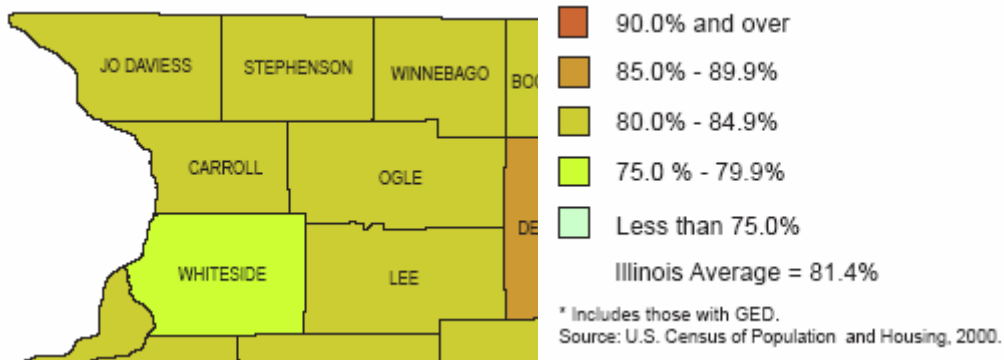 JO DAVIESS
STEPHENSON
WINNEBAGO
BOO
CARROLL
OGLE
DE
WHITESIDE
LEE
90.0% and over
85.0% - 89.9%
80.0% - 84.9%
75.0 % - 79.9%
Less than 75.0%
Illinois Average = 81.4%
* Includes those with GED.
Source: U.S. Census of Population and Housing, 2000.